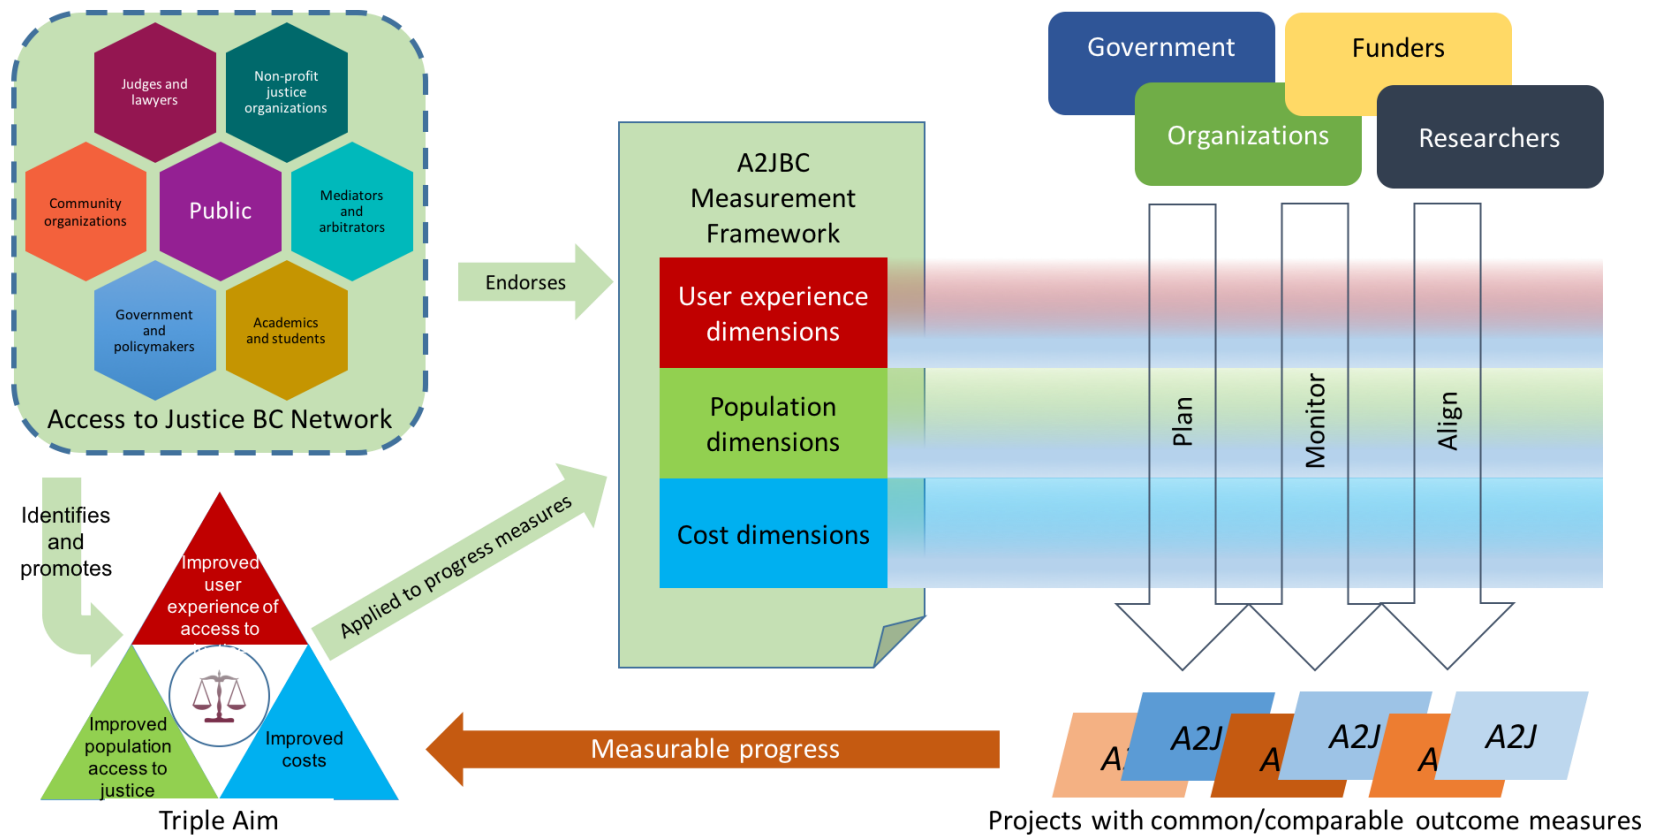 Judges and
lawyers
Non-profit
justice
organizations
Community
organizations
Public
Mediators
and
arbitrators
Government
and
policymakers
Academics
and students
Access to Justice BC Network
Identifies
and
promotes
Improved
user
experience of
access to
Improved
population
access to
justice
Improved
costs
Triple Aim
Endorses
Applied to progress measures
A2JBC
Measurement
Framework
User experience
dimensions
Population
dimensions
Cost dimensions
Government
Funders
Organizations
Researchers
Plan
Monitor
Align
Measurable progress
A2J
A
A2J
A
A2J
Projects with common/comparable outcome measures